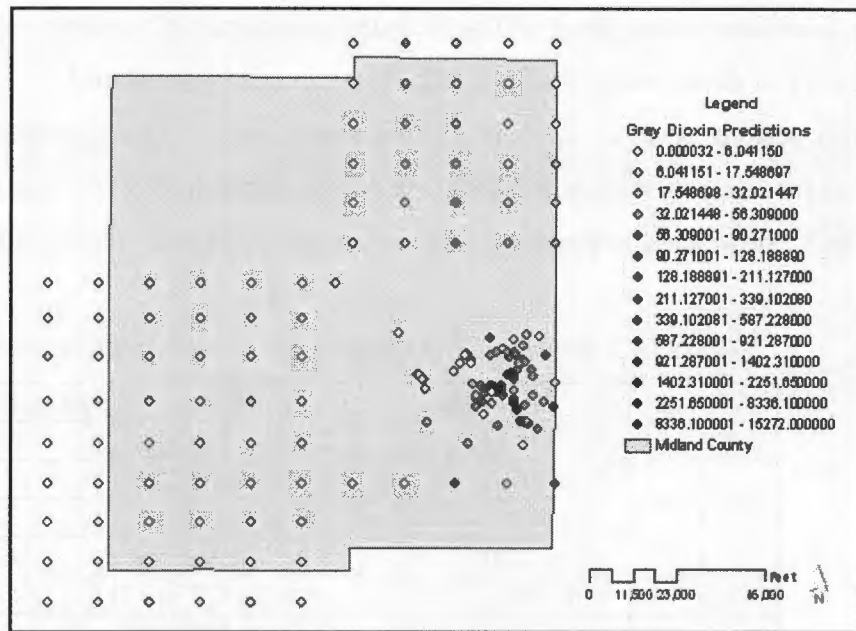 Legend
Grey Dioxin Predictions
0.000032 - 6.041150
6.041151 - 17.548697
17.548698 - 32.021447
32.021448 - 56.309000
56.309001 - 90.271000
90.271001 - 128.188890
128.188891 - 211.127000
211.127001 - 339.102080
339.102081 - 587.228000
587.228001 - 921.287000
921.287001 - 1402.310000
1402.310001 - 2251.650000
2251.650001 - 8336.100000
8336.100001 - 15272.000000
Midland County
Feet
0 11,500 23,000 46,000
N